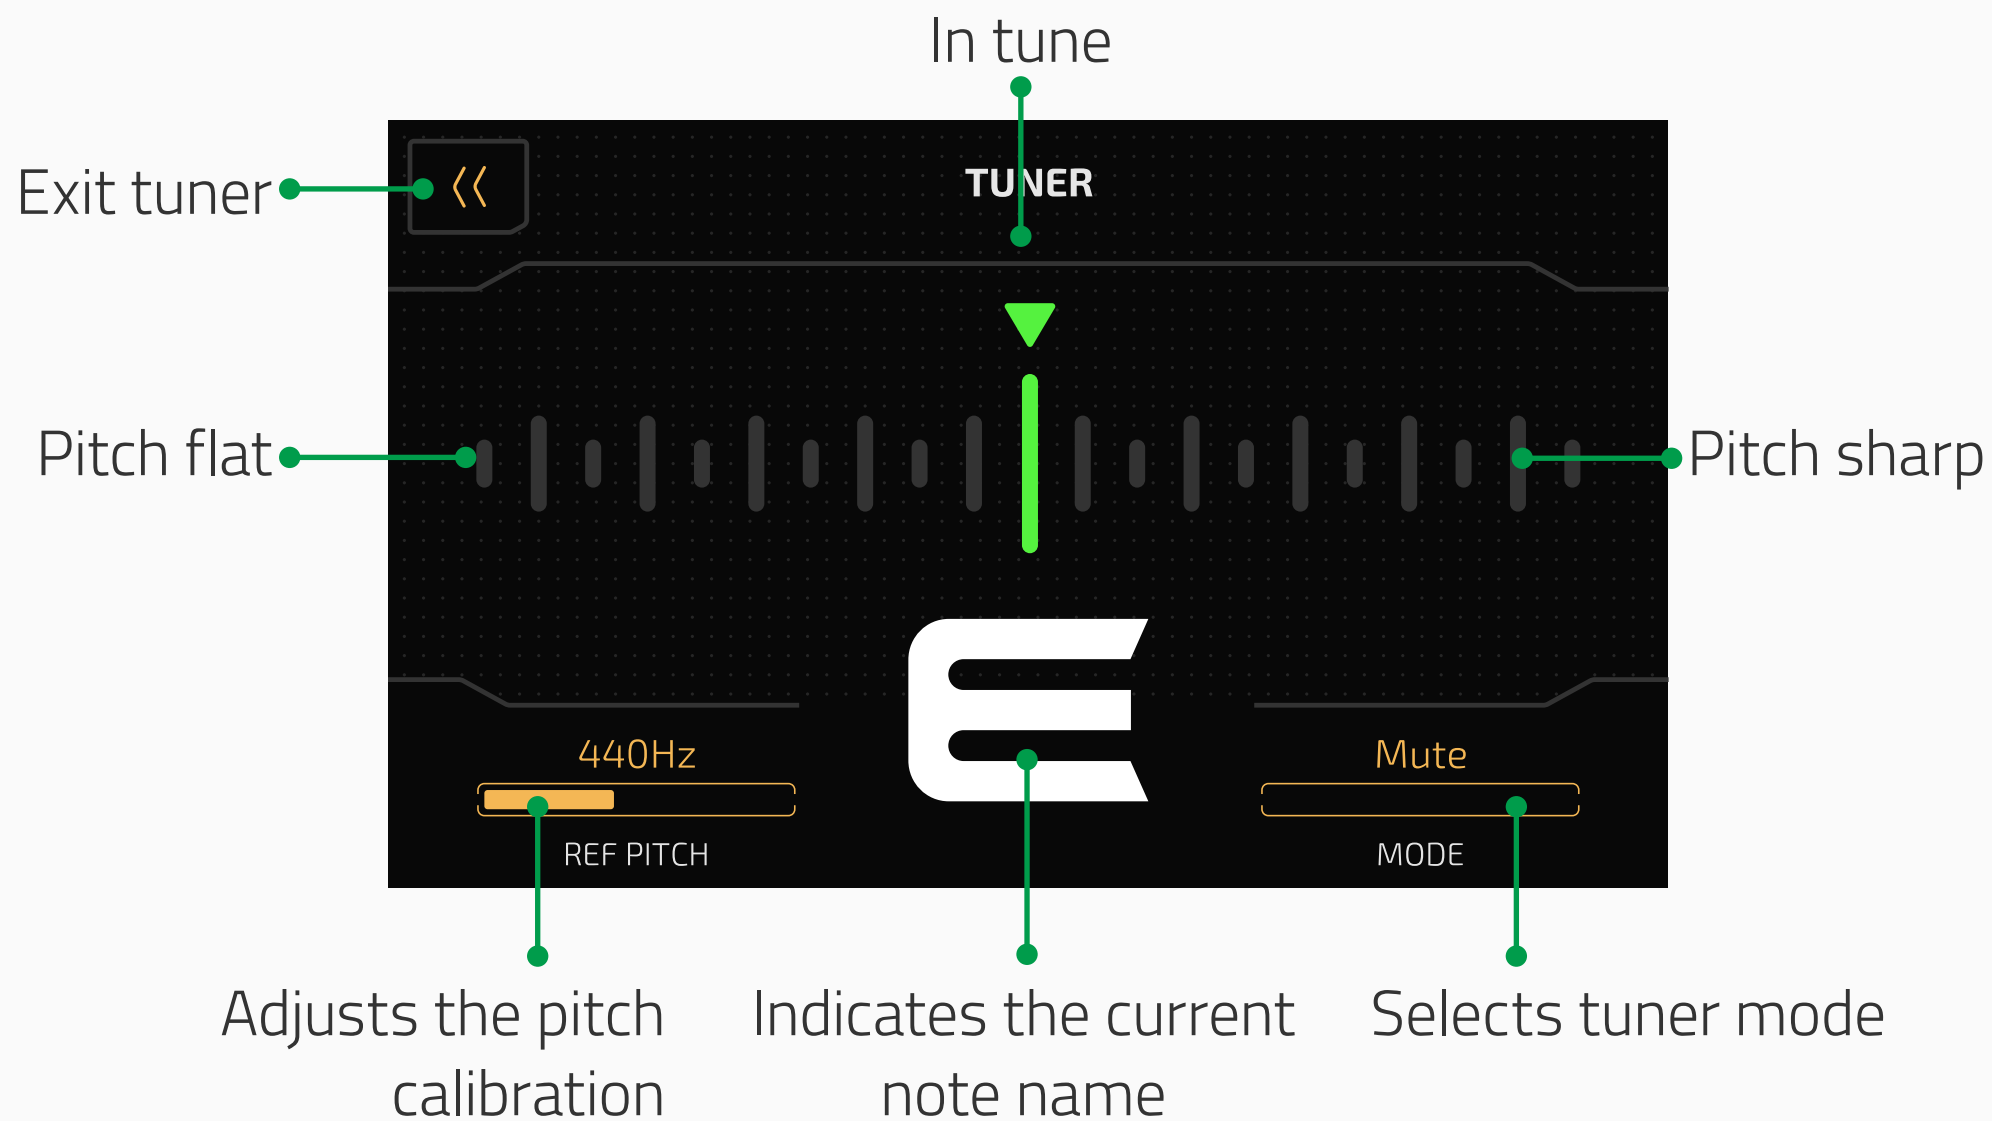 In tune
Exit tuner
TUNER
Pitch flat
Pitch sharp
E
440Hz
Mute
REF PITCH
MODE
Adjusts the pitch
calibration
Indicates the current
note name
Selects tuner mode